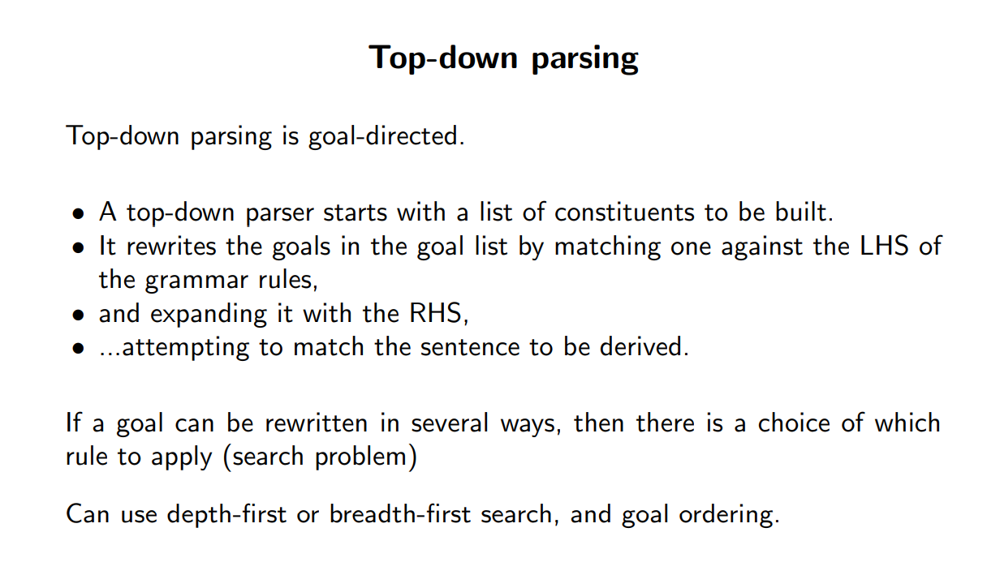 Top-down parsing
Top-down parsing is goal-directed.
• A top-down parser starts with a list of constituents to be built.
• It rewrites the goals in the goal list by matching one against the LHS of
the grammar rules,
• and expanding it with the RHS,
• ...attempting to match the sentence to be derived.
If a goal can be rewritten in several ways, then there is a choice of which
rule to apply (search problem)
Can use depth-first or breadth-first search, and goal ordering.